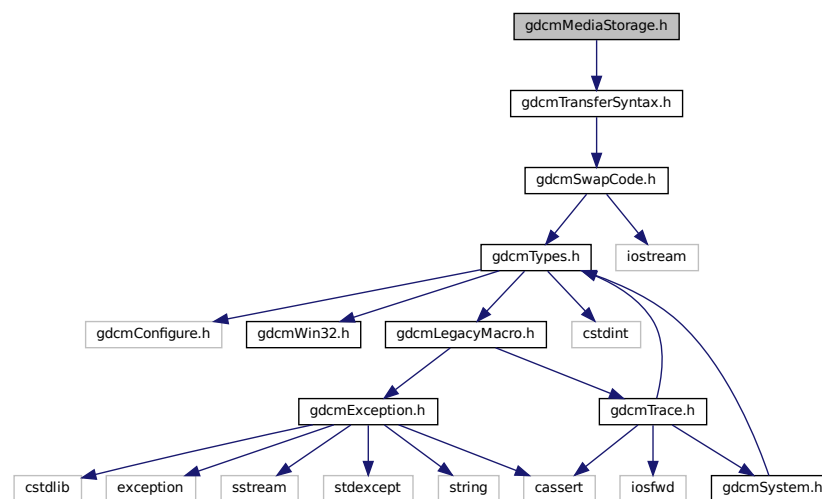 gdcmMediaStorage.h
gdcmTransferSyntax.h
gdcmSwapCode.h
gdcmTypes.h
iostream
gdcmConfigure.h
gdcmWin32.h
gdcmLegacyMacro.h
cstdint
gdcmException.h
gdcmTrace.h
cstdlib
exception
sstream
stdexcept
string
cassert
iosfwd
gdcmSystem.h